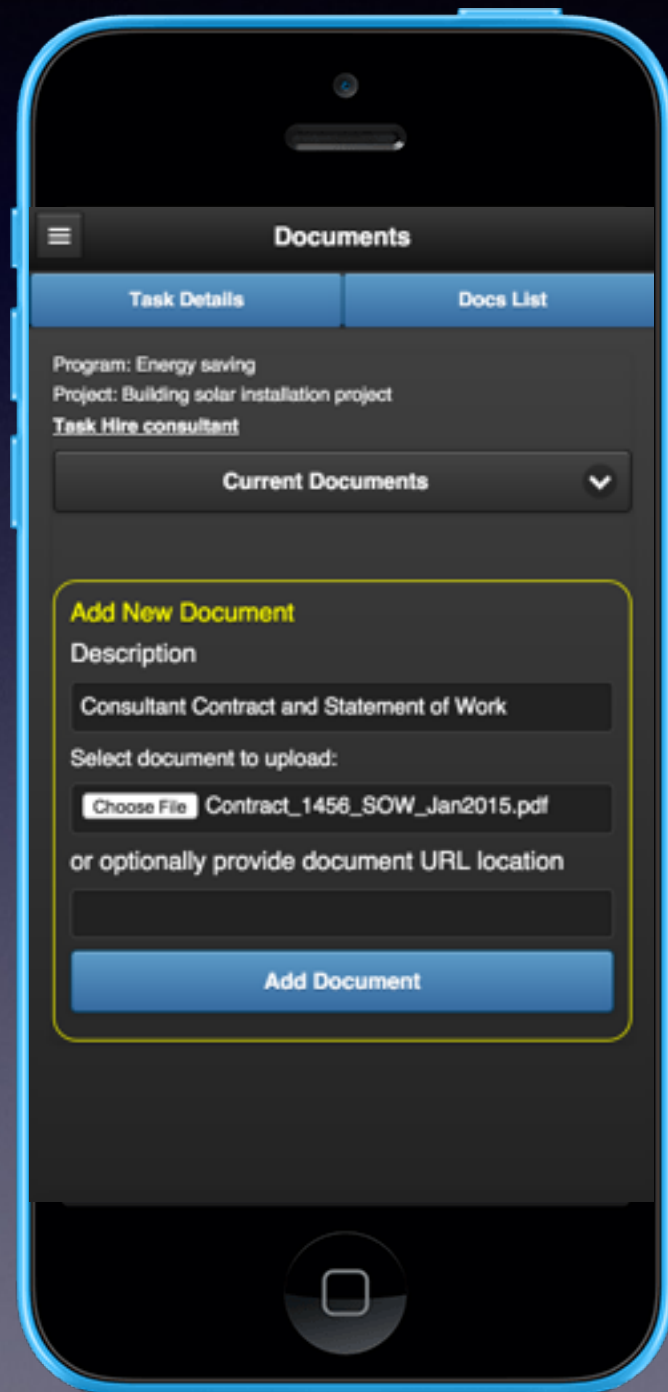 Documents
Task Details Docs List
Program: Energy saving
Project: Building solar installation project
Task Hire consultant
Current Documents
Add New Document
Description
Consultant Contract and Statement of Work
Select document to upload:
Choose File Contract_1456_SOW_Jan2015.pdf
or optionally provide document URL location
Add Document